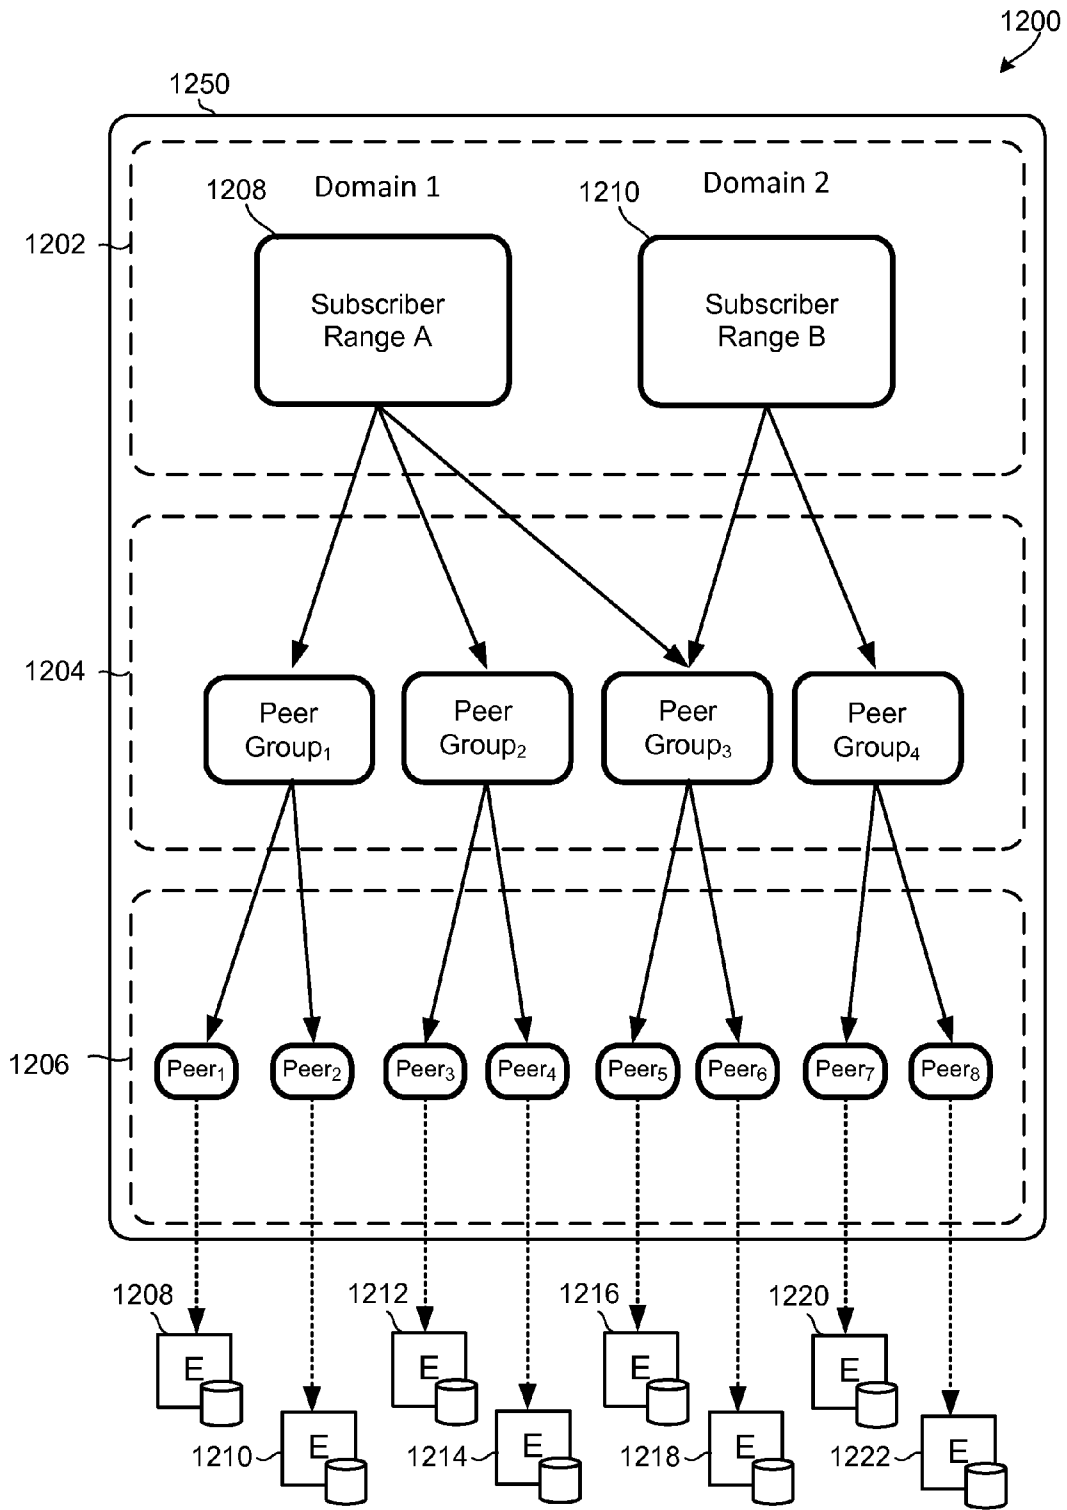 1200
1250
Domain 1
Domain 2
1208
1210
1202
Subscriber
Range A
Subscriber
Range B
1204
Peer
Group1
Peer
Group2
Peer
Group3
Peer
Group4
1206
Peer1
Peer2
Peer3
Peer4
Peer5
Peer6
Peer7
Peer8
1208
1212
1216
1220
E
E
E
E
1210
1214
1218
1222
E
E
E
E